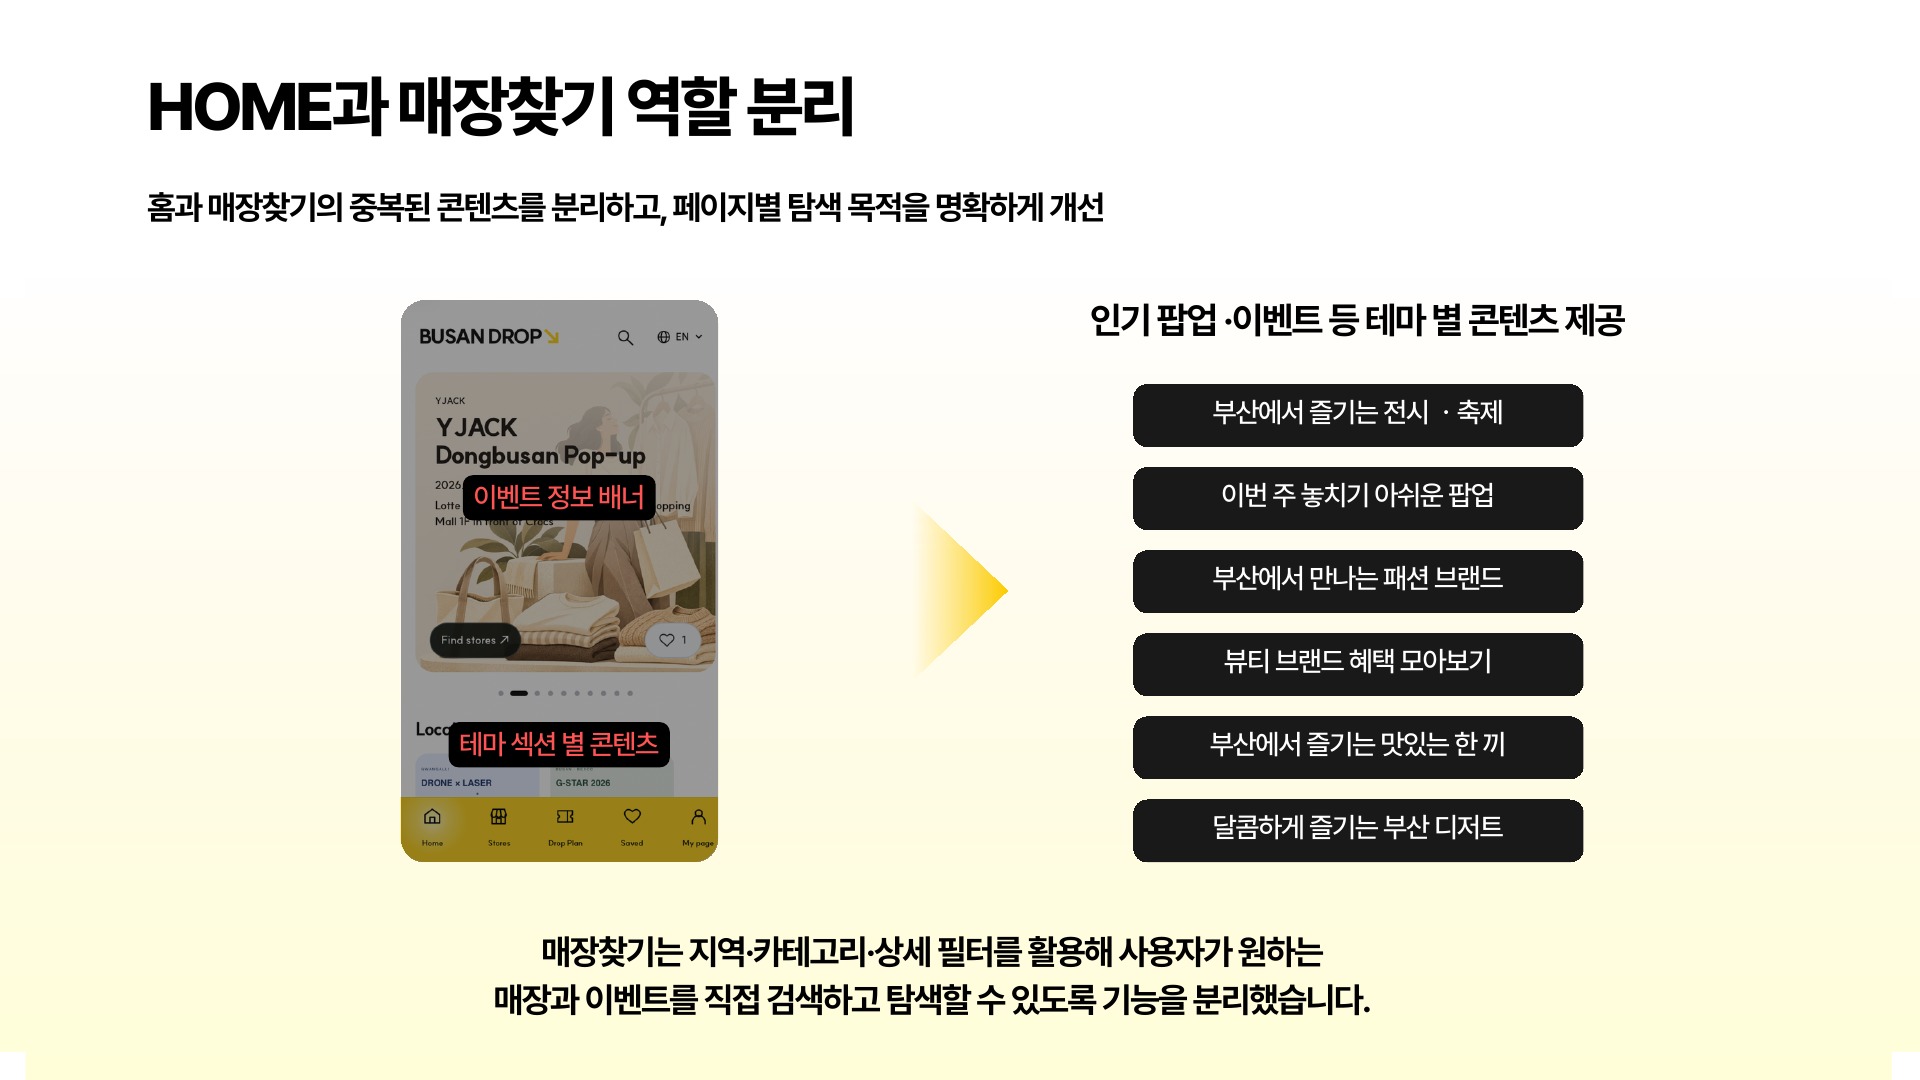 HOME과 매장찾기 역할 분리
홈과 매장찾기의 중복된 콘텐츠를 분리하고, 페이지별 탐색 목적을 명확하게 개선
BUSAN DROP
EN
YJACK
YJACK
Dongbusan Pop-up
2026
이벤트 정보 배너
Lotte
opping
Mall 1F in front of Crocs
Find stores
1
테마 섹션 별 콘텐츠
DRONE × LASER
G-STAR 2026
Home
Stores
Drop Plan
Saved
My page
인기 팝업 ·이벤트 등 테마 별 콘텐츠 제공
부산에서 즐기는 전시 · 축제
이번 주 놓치기 아쉬운 팝업
부산에서 만나는 패션 브랜드
뷰티 브랜드 혜택 모아보기
부산에서 즐기는 맛있는 한 끼
달콤하게 즐기는 부산 디저트
매장찾기는 지역·카테고리·상세 필터를 활용해 사용자가 원하는
매장과 이벤트를 직접 검색하고 탐색할 수 있도록 기능을 분리했습니다.